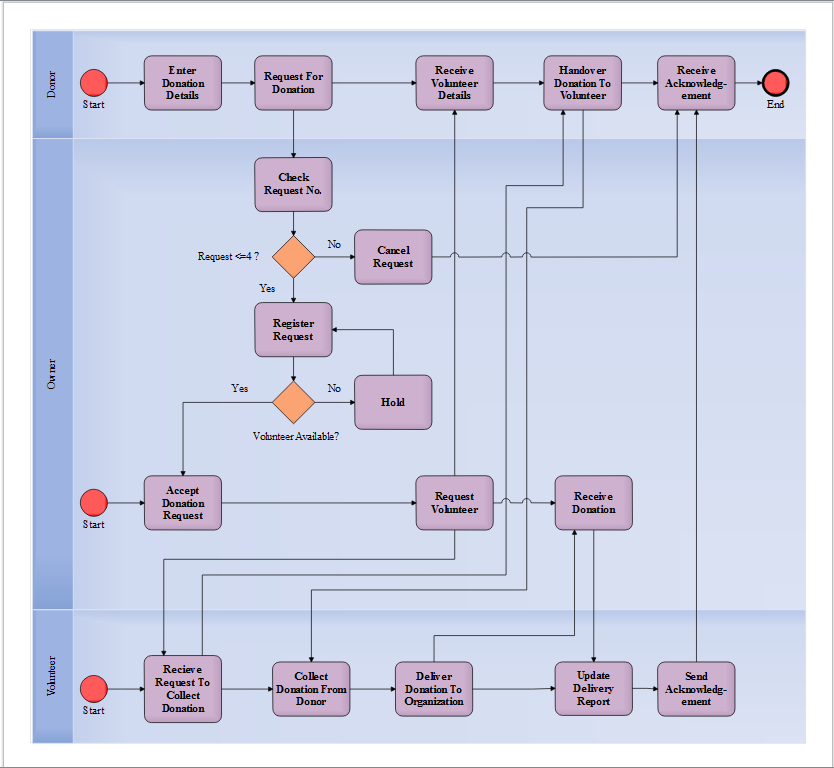 Donor
Start
Enter
Donation
Details
Request For
Donation
Receive
Volunteer
Details
Handover
Donation To
Volunteer
Receive
Acknowledg-
ement
End
Owner
Check
Request No.
Request <=4 ?
No
Yes
Cancel
Request
Register
Request
Yes
No
Hold
Volunteer Available?
Start
Accept
Donation
Request
Request
Volunteer
Receive
Donation
Volunteer
Start
Recieve
Request To
Collect
Donation
Collect
Donation From
Donor
Deliver
Donation To
Organization
Update
Delivery
Report
Send
Acknowledg-
ement